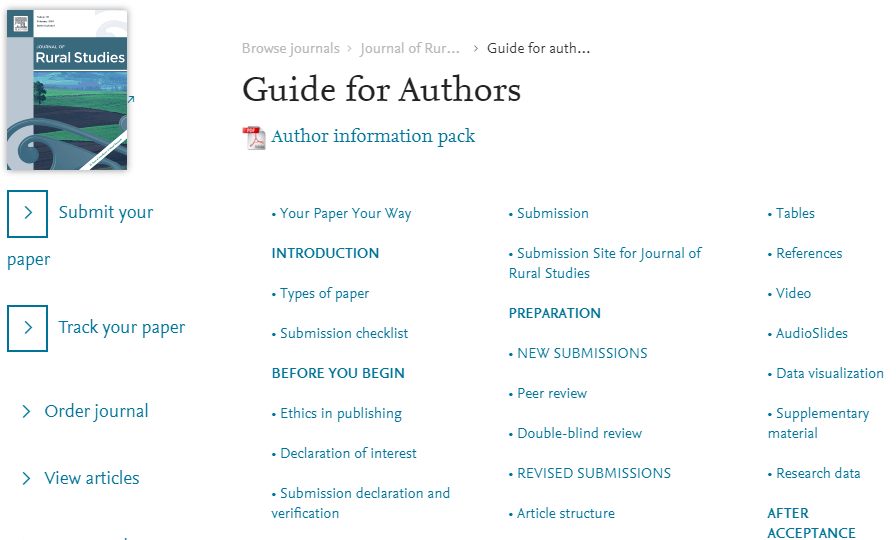 JOURNAL OF
Rural Studies
Browse journals > Journal of Rur... > Guide for auth...
Guide for Authors
PDF
Author information pack
> Submit your
paper
> Track your paper
> Order journal
> View articles
• Your Paper Your Way
INTRODUCTION
• Types of paper
• Submission checklist
BEFORE YOU BEGIN
• Ethics in publishing
• Declaration of interest
• Submission declaration and
verification
• Submission
• Submission Site for Journal of
Rural Studies
PREPARATION
• NEW SUBMISSIONS
• Peer review
• Double-blind review
• REVISED SUBMISSIONS
• Article structure
• Tables
• References
• Video
• AudioSlides
• Data visualization
• Supplementary
material
• Research data
AFTER
ACCEPTANCE